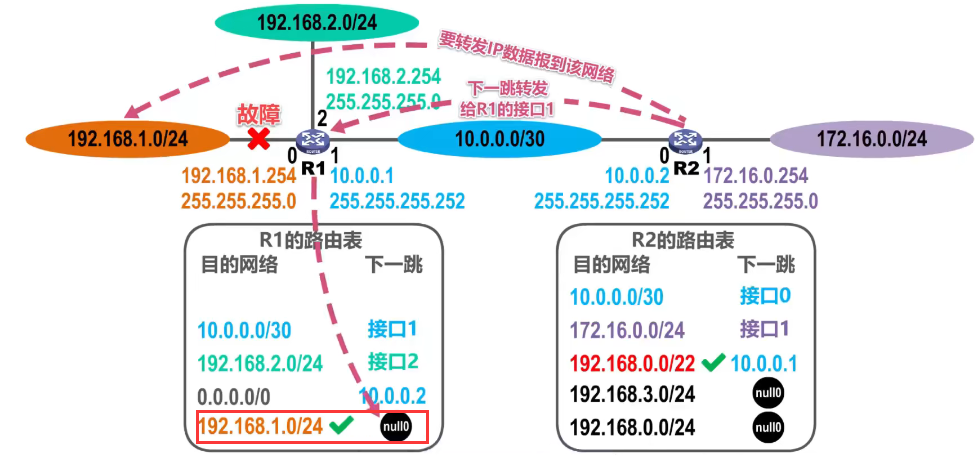 192.168.2.0/24
要转发IP数据报到该网络
192.168.2.254
255.255.255.0
下一跳转发
给R1的接口1
故障
2
192.168.1.0/24
10.0.0.0/30
172.16.0.0/24
0
R1
1
0
R2
1
192.168.1.254
255.255.255.0
10.0.0.1
255.255.255.252
10.0.0.2
255.255.255.252
172.16.0.254
255.255.255.0
R1的路由表
目的网络 下一跳
10.0.0.0/30 接口1
192.168.2.0/24 接口2
0.0.0.0/0 10.0.0.2
192.168.1.0/24 null0
R2的路由表
目的网络 下一跳
10.0.0.0/30 接口0
172.16.0.0/24 接口1
192.168.0.0/22 10.0.0.1
192.168.3.0/24 null0
192.168.0.0/24 null0